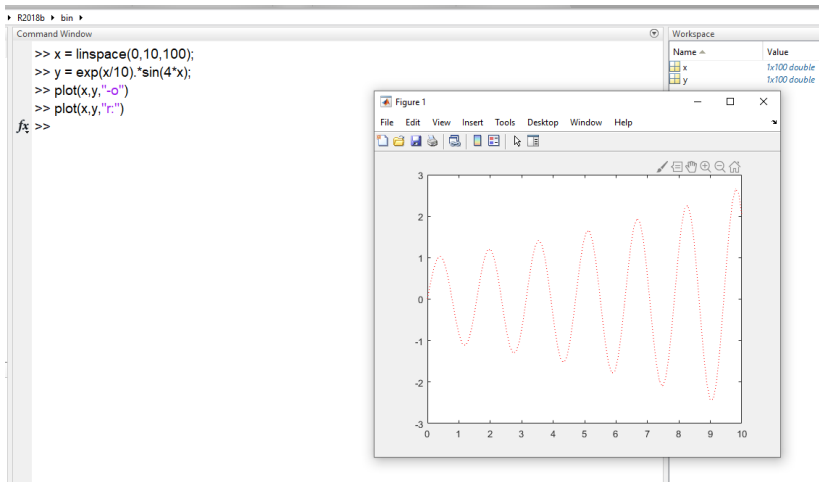 R2018b bin
Command Window
>> x = linspace(0,10,100);
>> y = exp(x/10).*sin(4*x);
>> plot(x,y,"-o")
>> plot(x,y,"r:")
fx >>
Workspace
Name Value
x 1x100 double
y 1x100 double
Figure 1
File Edit View Insert Tools Desktop Window Help
3
2
1
0
-1
-2
-3
0 1 2 3 4 5 6 7 8 9 10